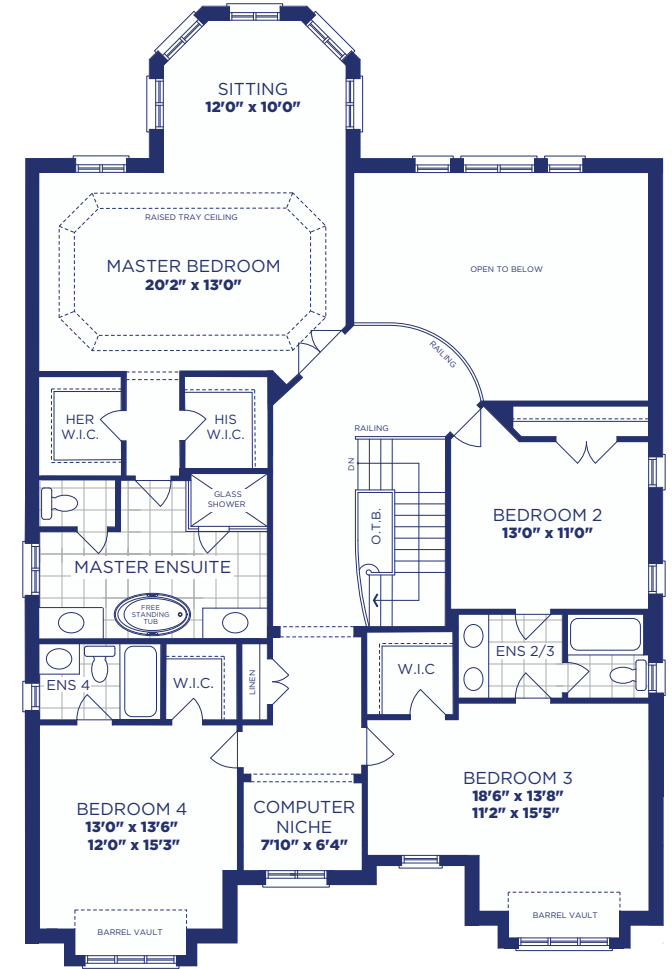 SITTING
12'0" x 10'0"
RAISED TRAY CEILING
MASTER BEDROOM
20'2" x 13'0"
OPEN TO BELOW
RAILING
HER
W.I.C.
HIS
W.I.C.
RAILING
DN
GLASS
SHOWER
O.T.B.
BEDROOM 2
13'0" x 11'0"
MASTER ENSUITE
FREE
STANDING
TUB
ENS 2/3
ENS 4
W.I.C.
LINEN
W.I.C
BEDROOM 3
18'6" x 13'8"
11'2" x 15'5"
BEDROOM 4
13'0" x 13'6"
12'0" x 15'3"
COMPUTER
NICHE
7'10" x 6'4"
BARREL VAULT
BARREL VAULT